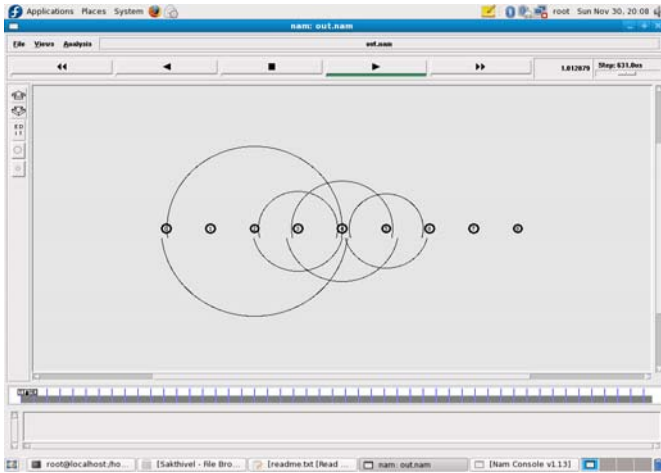 Applications Places System
root Sun Nov 30, 20:08
nam: out.nam
File Views Analysis
out.nam
1.012879
Step: 631.0us
[Sakthivel - File Bro...
[readme.txt [Read ...
nam: out.nam
[Nam Console v1.13]
root@localhost:/ho...